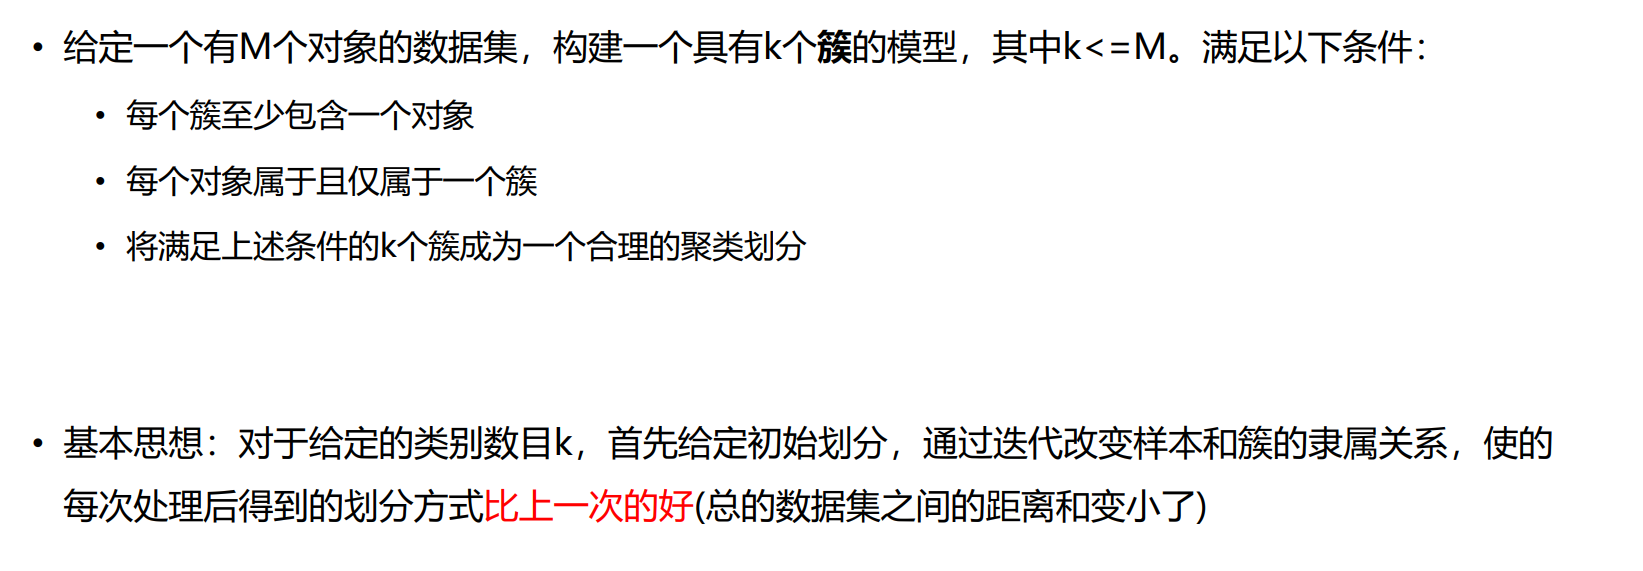 • 给定一个有M个对象的数据集，构建一个具有k个簇的模型，其中k<=M。满足以下条件：
• 每个簇至少包含一个对象
• 每个对象属于且仅属于一个簇
• 将满足上述条件的k个簇成为一个合理的聚类划分
• 基本思想：对于给定的类别数目k，首先给定初始划分，通过迭代改变样本和簇的隶属关系，使的
每次处理后得到的划分方式比上一次的好(总的数据集之间的距离和变小了)